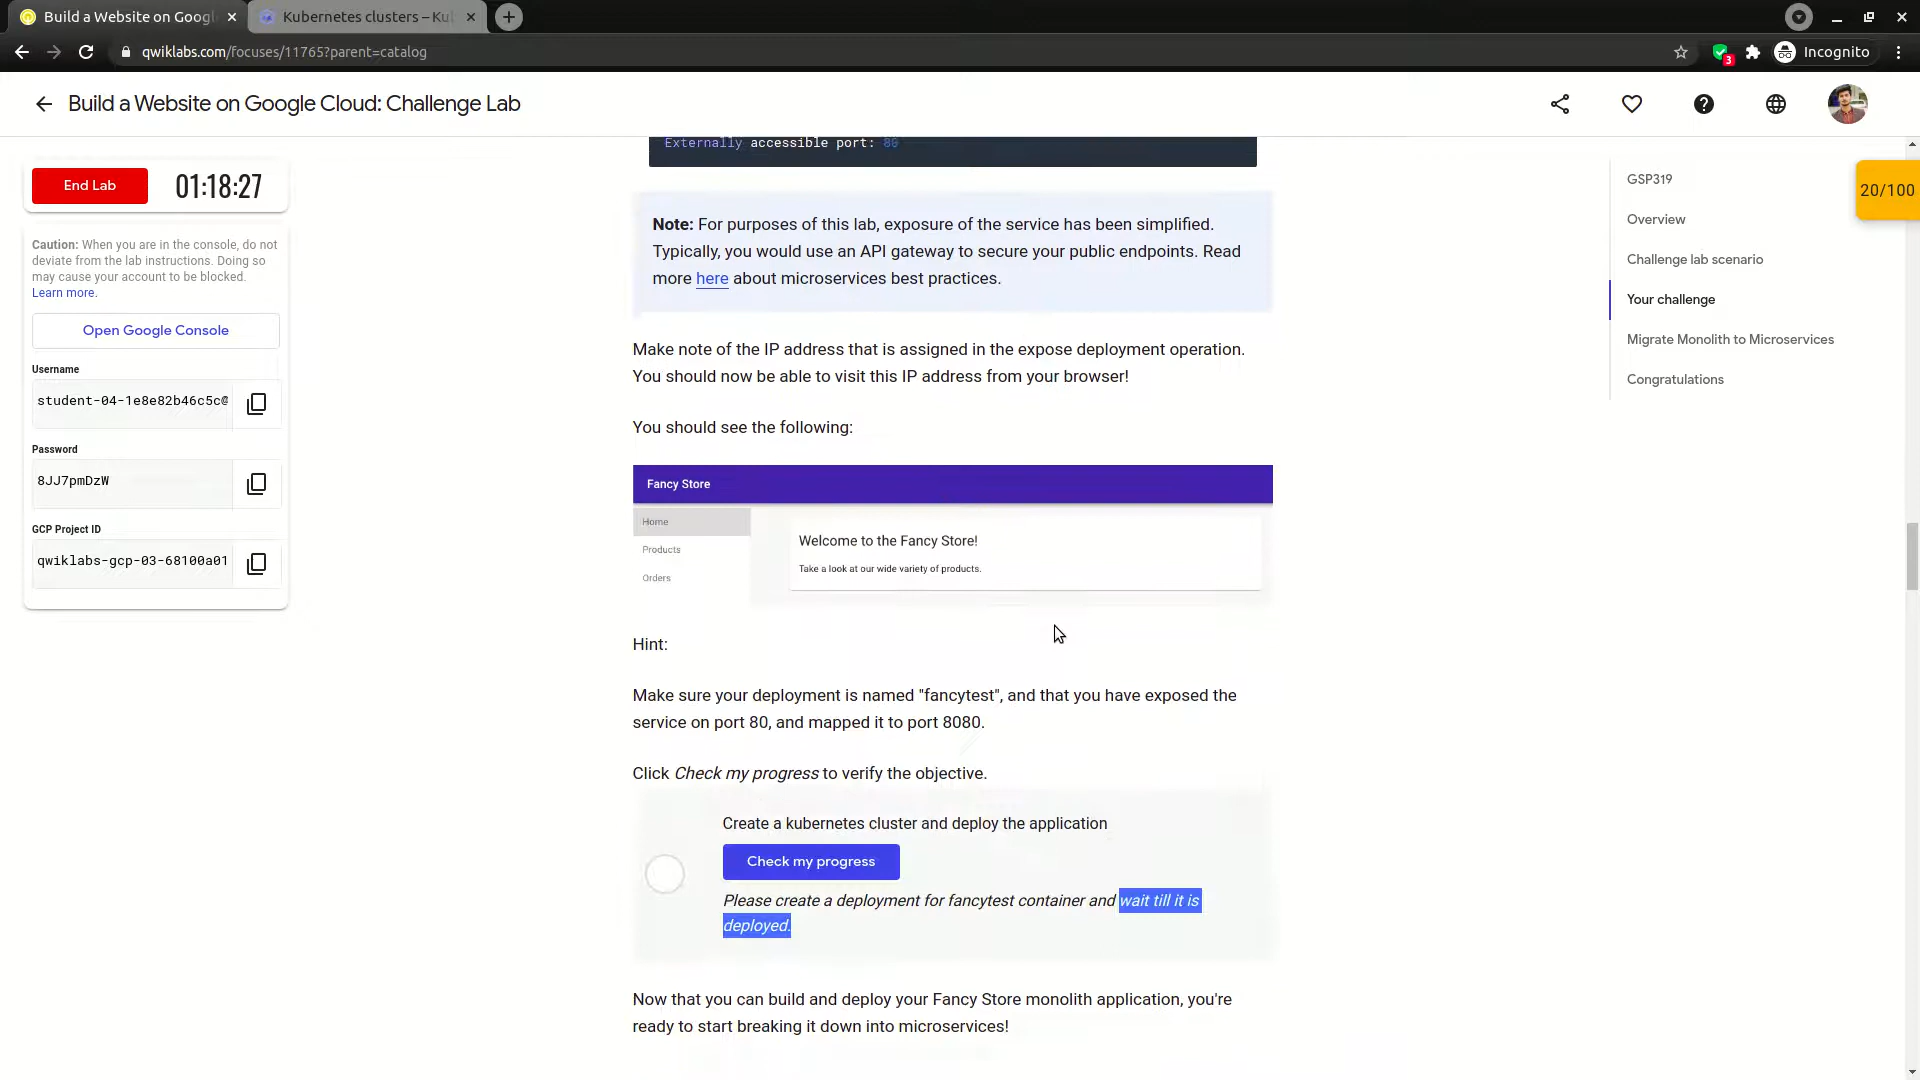 Build a Website on Googl
Kubernetes clusters – Kub
qwiklabs.com/focuses/11765?parent=catalog
3
Incognito
Build a Website on Google Cloud: Challenge Lab
End Lab
01:18:27
Caution: When you are in the console, do not
deviate from the lab instructions. Doing so
may cause your account to be blocked.
Learn more.
Open Google Console
Username
student-04-1e8e82b46c5c@
Password
8JJ7pmDzW
GCP Project ID
qwiklabs-gcp-03-68100a01
Externally accessible port: 80
Note: For purposes of this lab, exposure of the service has been simplified.
Typically, you would use an API gateway to secure your public endpoints. Read
more here about microservices best practices.
Make note of the IP address that is assigned in the expose deployment operation.
You should now be able to visit this IP address from your browser!
You should see the following:
Fancy Store
Home
Products
Orders
Welcome to the Fancy Store!
Take a look at our wide variety of products.
Hint:
Make sure your deployment is named "fancytest", and that you have exposed the
service on port 80, and mapped it to port 8080.
Click Check my progress to verify the objective.
Create a kubernetes cluster and deploy the application
Check my progress
Please create a deployment for fancytest container and wait till it is
deployed.
Now that you can build and deploy your Fancy Store monolith application, you're
ready to start breaking it down into microservices!
GSP319
Overview
Challenge lab scenario
Your challenge
Migrate Monolith to Microservices
Congratulations
20/100